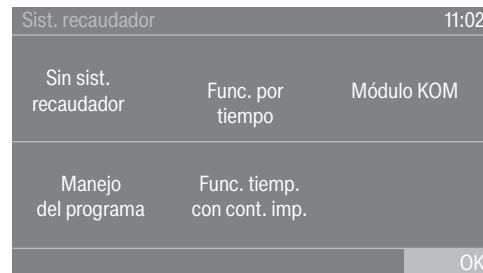 Sist. recaudador 11:02
Sin sist.
recaudador
Func. por
tiempo
Módulo KOM
Manejo
del programa
Func. tiemp.
con cont. imp.
OK